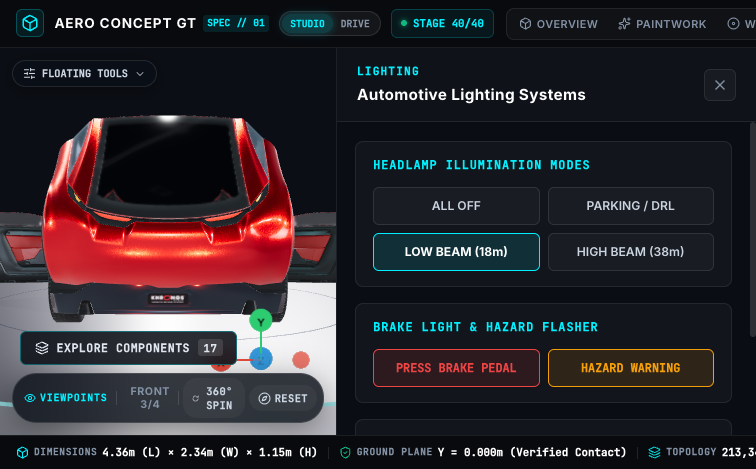 AERO CONCEPT GT SPEC // 01 STUDIO DRIVE STAGE 40/40 OVERVIEW PAINTWORK
FLOATING TOOLS
LIGHTING
Automotive Lighting Systems
HEADLAMP ILLUMINATION MODES
ALL OFF PARKING / DRL
LOW BEAM (18m) HIGH BEAM (38m)
BRAKE LIGHT & HAZARD FLASHER
PRESS BRAKE PEDAL HAZARD WARNING
Y
EXPLORE COMPONENTS 17
VIEWPOINTS FRONT 3/4 360° SPIN RESET
DIMENSIONS 4.36m (L) × 2.34m (W) × 1.15m (H) GROUND PLANE Y = 0.000m (Verified Contact) TOPOLOGY